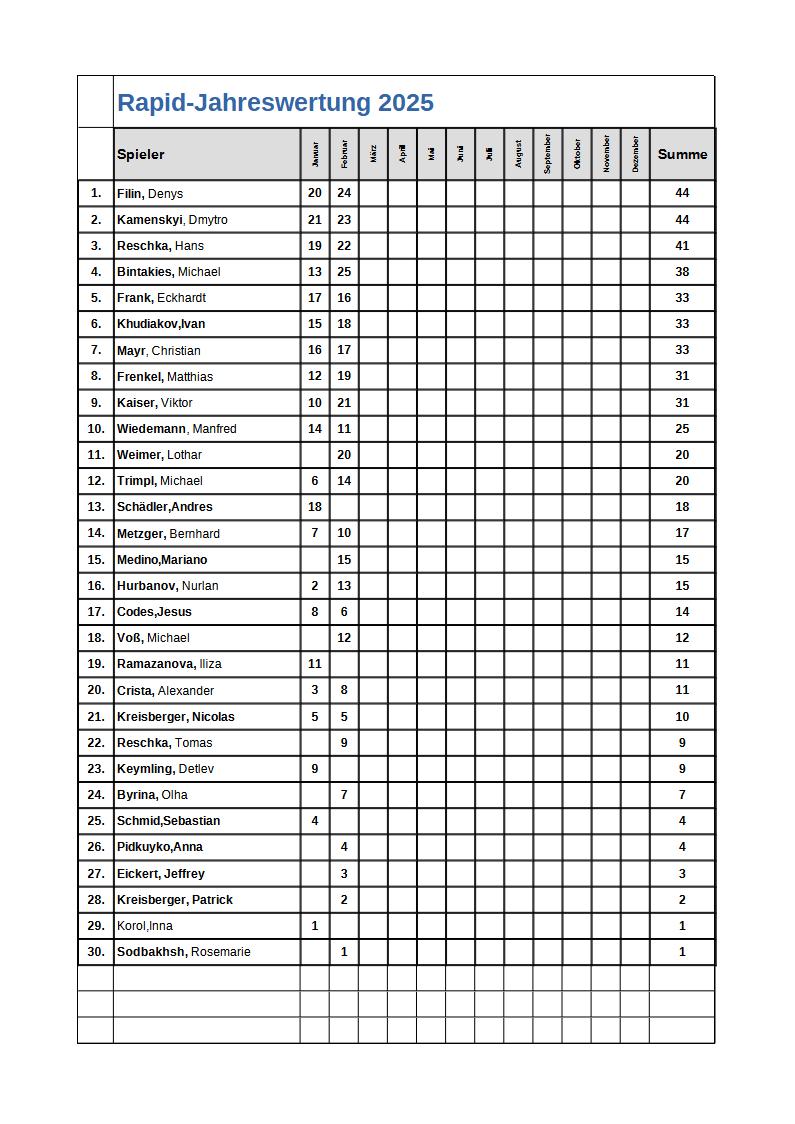 Rapid-Jahreswertung 2025
Spieler Januar Februar März April Mai Juni Juli August September Oktober November Dezember Summe
1. Filin, Denys 20 24 44
2. Kamenskyi, Dmytro 21 23 44
3. Reschka, Hans 19 22 41
4. Bintakies, Michael 13 25 38
5. Frank, Eckhardt 17 16 33
6. Khudiakov,Ivan 15 18 33
7. Mayr, Christian 16 17 33
8. Frenkel, Matthias 12 19 31
9. Kaiser, Viktor 10 21 31
10. Wiedemann, Manfred 14 11 25
11. Weimer, Lothar 20 20
12. Trimpl, Michael 6 14 20
13. Schädler,Andres 18 18
14. Metzger, Bernhard 7 10 17
15. Medino,Mariano 15 15
16. Hurbanov, Nurlan 2 13 15
17. Codes,Jesus 8 6 14
18. Voß, Michael 12 12
19. Ramazanova, Iliza 11 11
20. Crista, Alexander 3 8 11
21. Kreisberger, Nicolas 5 5 10
22. Reschka, Tomas 9 9
23. Keymling, Detlev 9 9
24. Byrina, Olha 7 7
25. Schmid,Sebastian 4 4
26. Pidkuyko,Anna 4 4
27. Eickert, Jeffrey 3 3
28. Kreisberger, Patrick 2 2
29. Korol,Inna 1 1
30. Sodbakhsh, Rosemarie 1 1